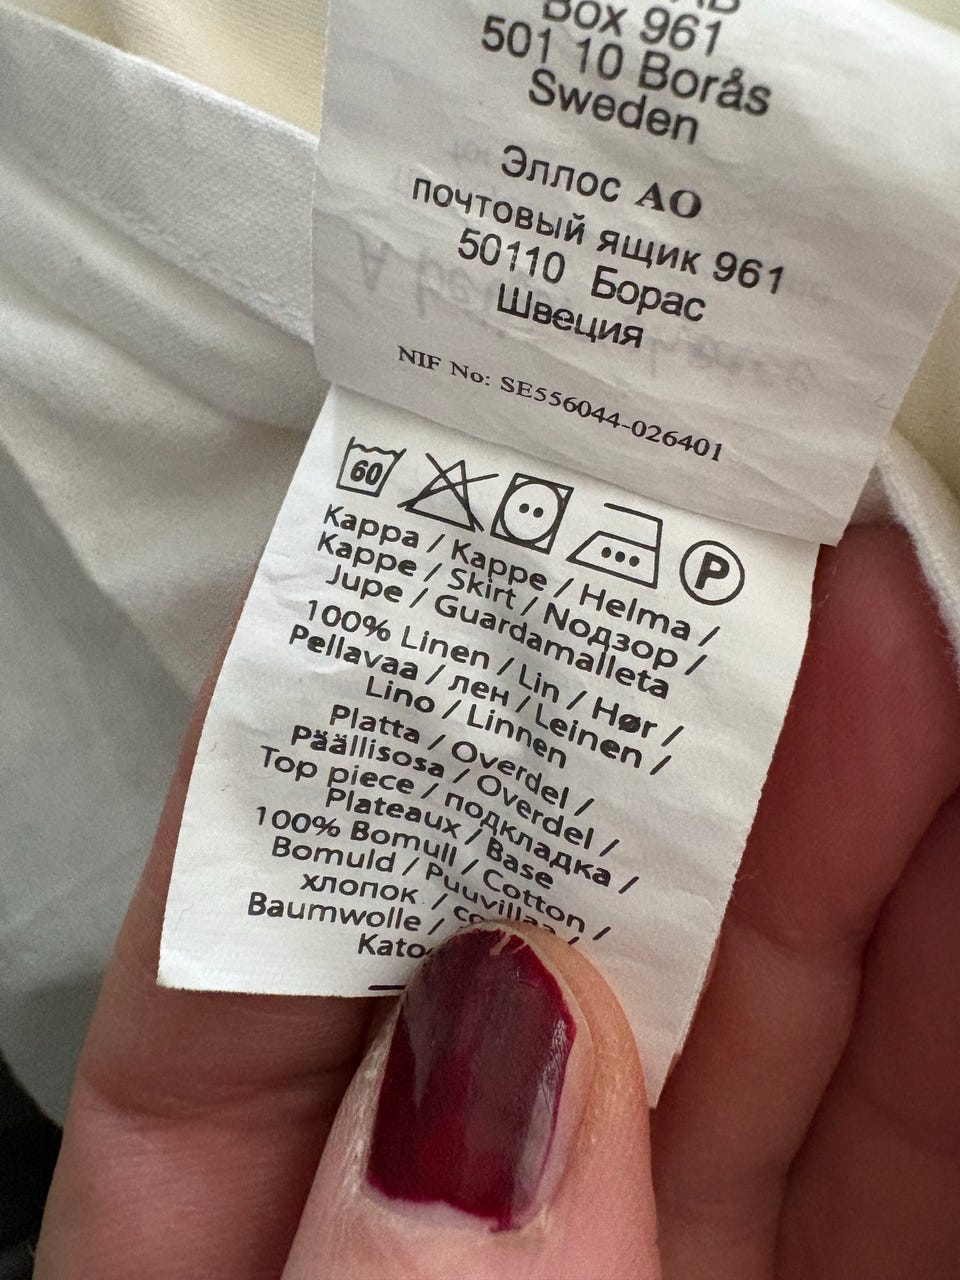 Box 961
501 10 Borås
Sweden
Эллос АО
почтовый ящик 961
50110 Борас
Швеция
NIF No: SE556044-026401
60
P
Kappa / Kappe / Helma /
Kappe / Skirt / Nодзор /
Jupe / Guardamalleta
100% Linen / Lin / Hør /
Pellavaa / лен / Leinen /
Lino / Linnen
Platta / Overdel /
Päällisosa / Overdel /
Top piece / подкладка /
Plateaux / Base
100% Bomull / Cotton /
Bomuld / Puuvillaa /
хлопок /
Baumwolle /